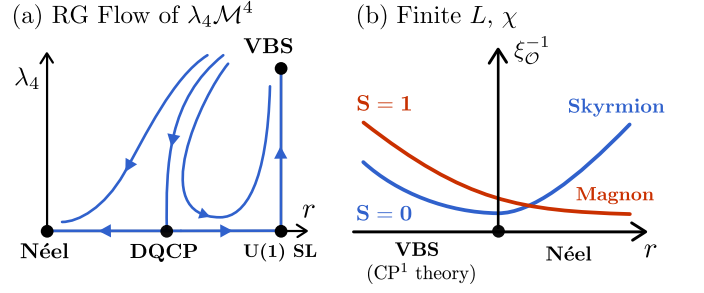 (a) RG Flow of λ₄ℳ⁴
VBS
λ₄
r
Néel
DQCP
U(1) SL
(b) Finite L, χ
ξ_𝒪⁻¹
S = 1
Skyrmion
Magnon
S=0
VBS
(CP¹ theory)
Néel
r